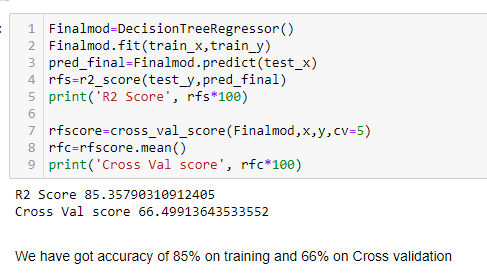 1 Finalmod=DecisionTreeRegressor()
2 Finalmod.fit(train_x,train_y)
3 pred_final=Finalmod.predict(test_x)
4 rfs=r2_score(test_y,pred_final)
5 print('R2 Score', rfs*100)
6
7 rfscore=cross_val_score(Finalmod,x,y,cv=5)
8 rfc=rfscore.mean()
9 print('Cross Val score', rfc*100)
R2 Score 85.35790310912405
Cross Val score 66.49913643533552
We have got accuracy of 85% on training and 66% on Cross validation